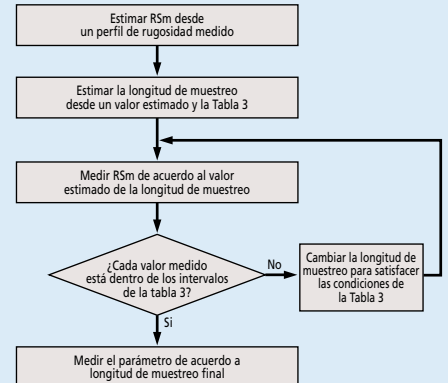 Estimar RSm desde
un perfil de rugosidad medido
Estimar la longitud de muestreo
desde un valor estimado y la Tabla 3
Medir RSm de acuerdo al valor
estimado de la longitud de muestreo
¿Cada valor medido
está dentro de los intervalos
de la tabla 3?
No
Cambiar la longitud de
muestreo para satisfacer
las condiciones de
la Tabla 3
Si
Medir el parámetro de acuerdo a
longitud de muestreo final